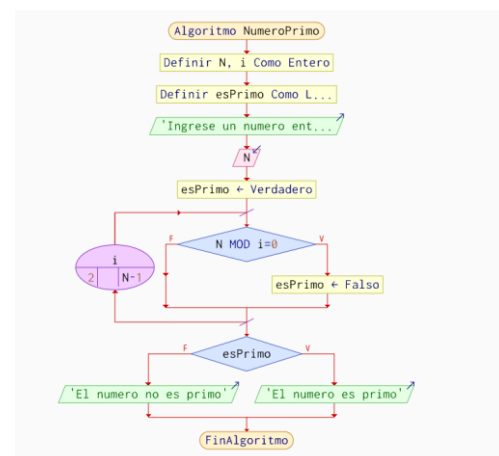 Algoritmo NumeroPrimo
Definir N, i Como Entero
Definir esPrimo Como L...
'Ingrese un numero ent...
N
esPrimo ← Verdadero
F
N MOD i=0
V
i
2
N-1
esPrimo ← Falso
F
esPrimo
V
'El numero no es primo'
'El numero es primo'
FinAlgoritmo